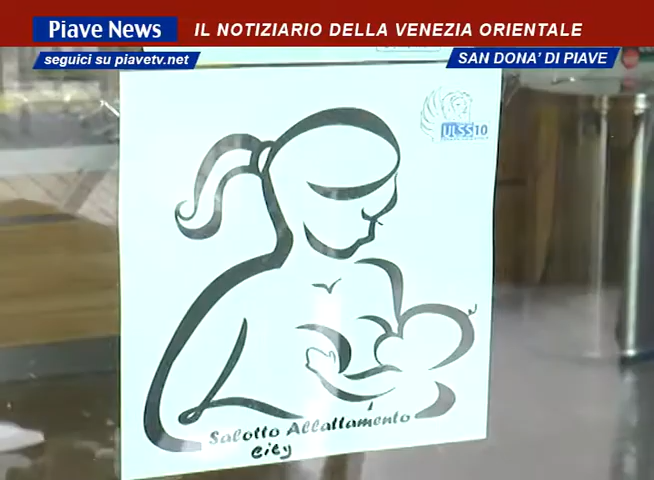 Piave News IL NOTIZIARIO DELLA VENEZIA ORIENTALE
seguici su piavetv.net SAN DONA' DI PIAVE
ULSS10
Salotto Allattamento
City